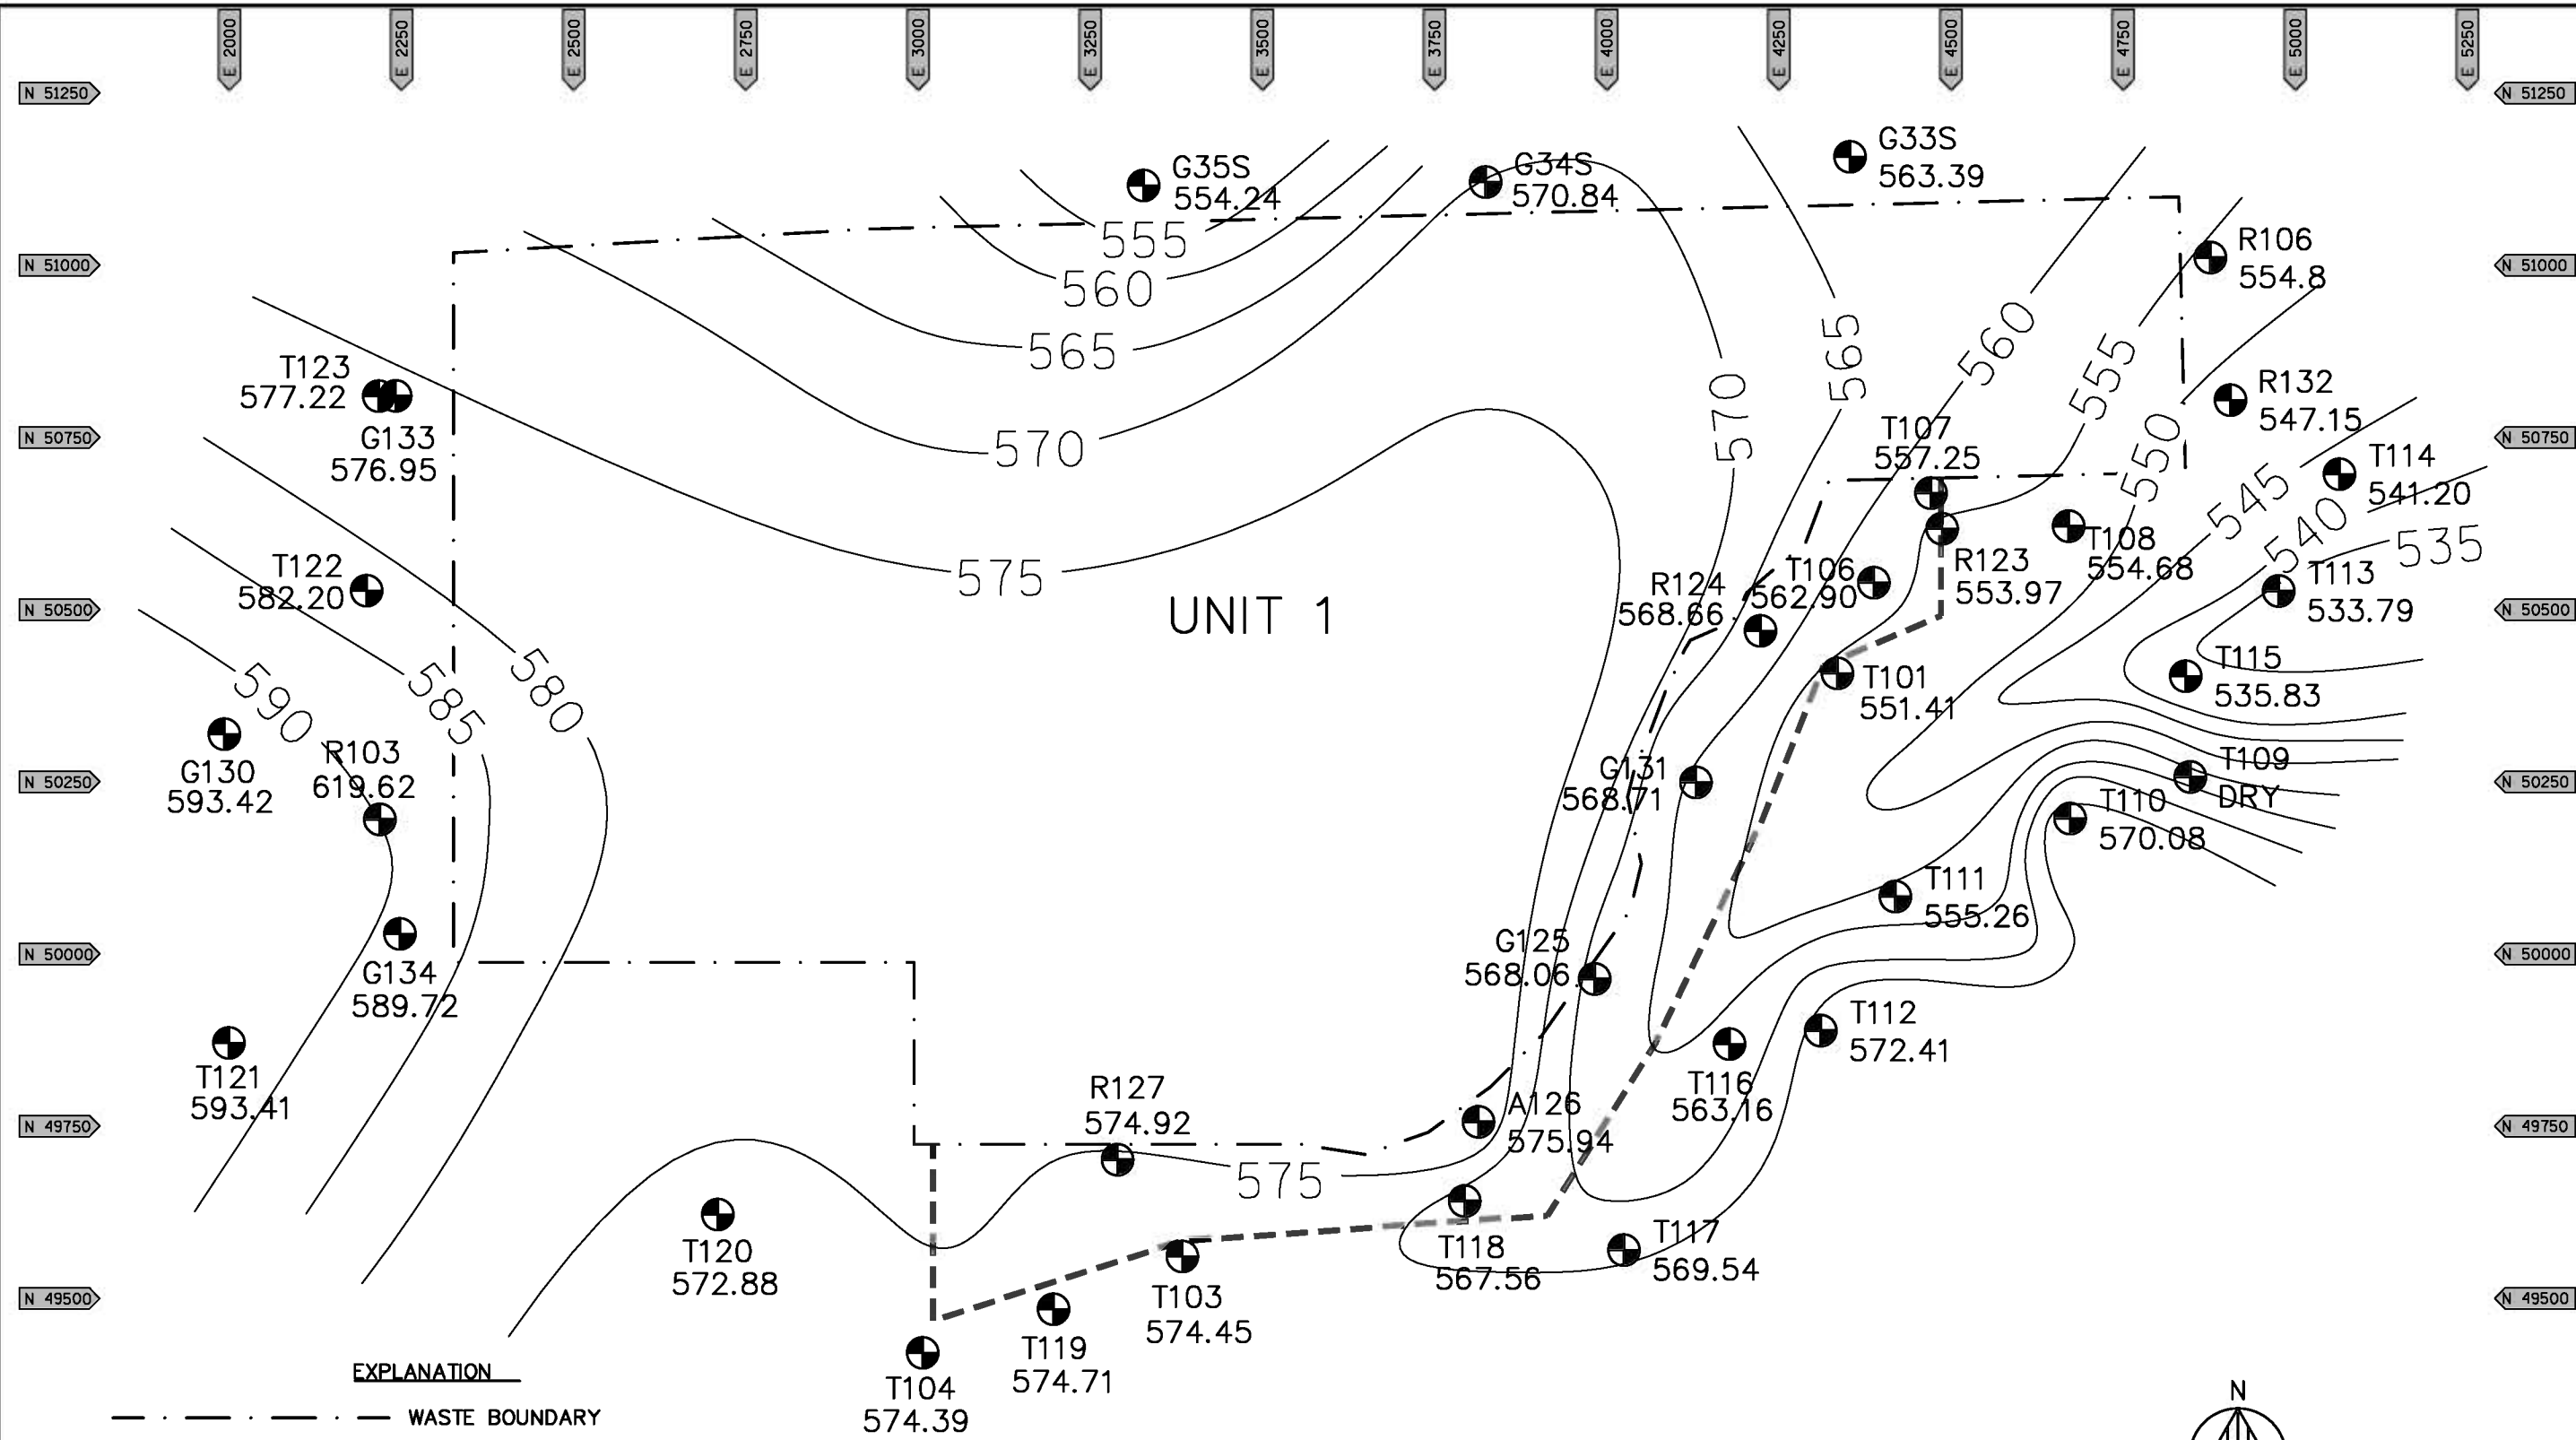 E 2000
E 2250
E 2500
E 2750
E 3000
E 3250
E 3500
E 3750
E 4000
E 4250
E 4500
E 4750
E 5000
E 5250
N 51250
N 51250
G33S
563.39
G35S
554.24
G34S
570.84
555
R106
554.8
N 51000
N 51000
560
565
565
560
555
T123
577.22
R132
547.15
570
G133
576.95
N 50750
N 50750
570
T107
557.25
550
T114
541.20
545
540
535
575
T122
582.20
R124
568.66
T106
562.90
R123
553.97
T108
554.68
T113
533.79
N 50500
N 50500
UNIT 1
590
585
580
T101
551.41
T115
535.83
G130
593.42
R103
619.62
G131
568.71
T109
DRY
N 50250
N 50250
T110
570.08
T111
555.26
G125
568.06
N 50000
N 50000
G134
589.72
T112
572.41
T121
593.41
R127
574.92
T116
563.16
A126
575.94
N 49750
N 49750
575
T120
572.88
T118
567.56
T117
569.54
N 49500
N 49500
T103
574.45
T119
574.71
T104
574.39
EXPLANATION
WASTE BOUNDARY
N